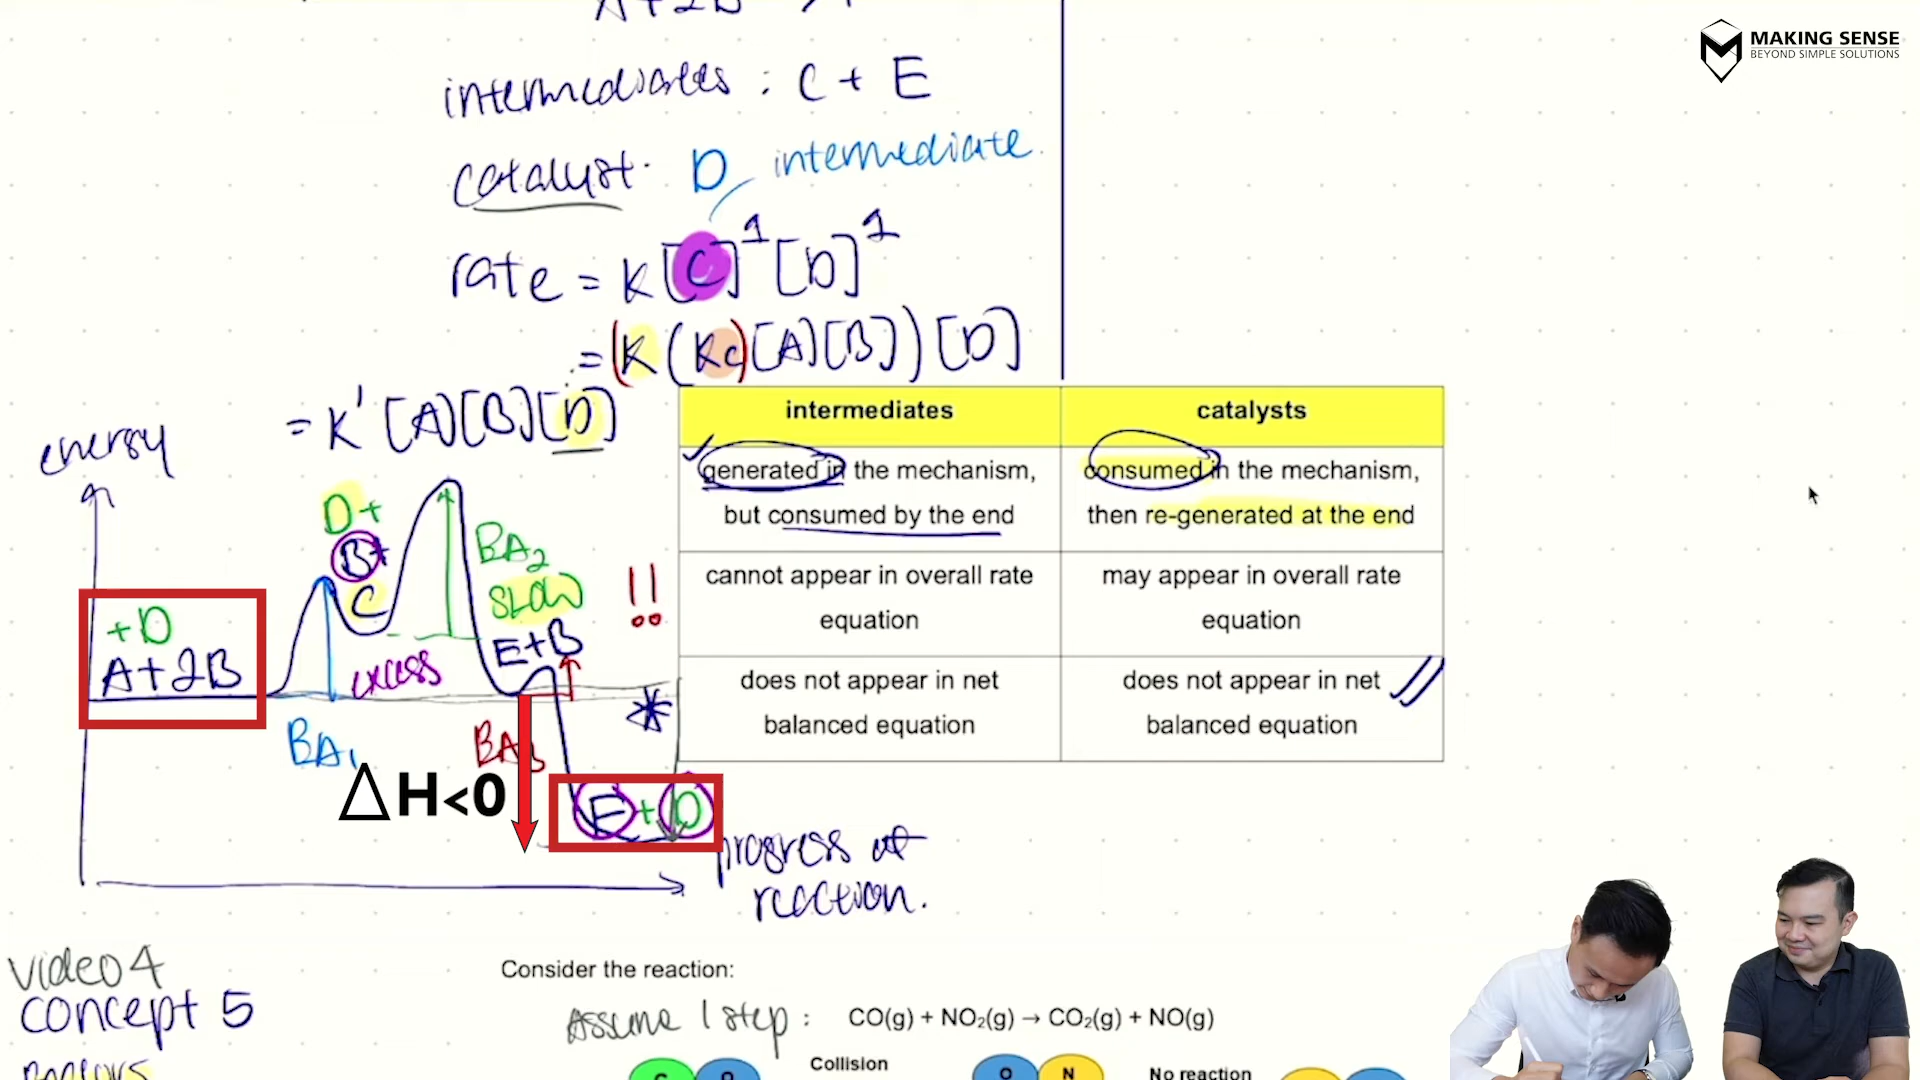 MAKING SENSE
BEYOND SIMPLE SOLUTIONS
A+2B
intermediates : C + E
catalyst. D intermediate.
rate = K[C]¹[D]¹
= (K(Kc)[A][B])[D]
= K'[A][B][D]
intermediates
catalysts
generated in the mechanism,
but consumed by the end
consumed in the mechanism,
then re-generated at the end
cannot appear in overall rate
equation
may appear in overall rate
equation
does not appear in net
balanced equation
does not appear in net
balanced equation
energy
D+
B+
C
BA₂
SLOW
!!
E+B
+D
A+2B
excess
*
BA₁
BA₃
△H<0
E+D
progress of
reaction.
video 4
concept 5
Consider the reaction:
Assume 1 step : CO(g) + NO₂(g) → CO₂(g) + NO(g)
Collision
No reaction
C O
O N